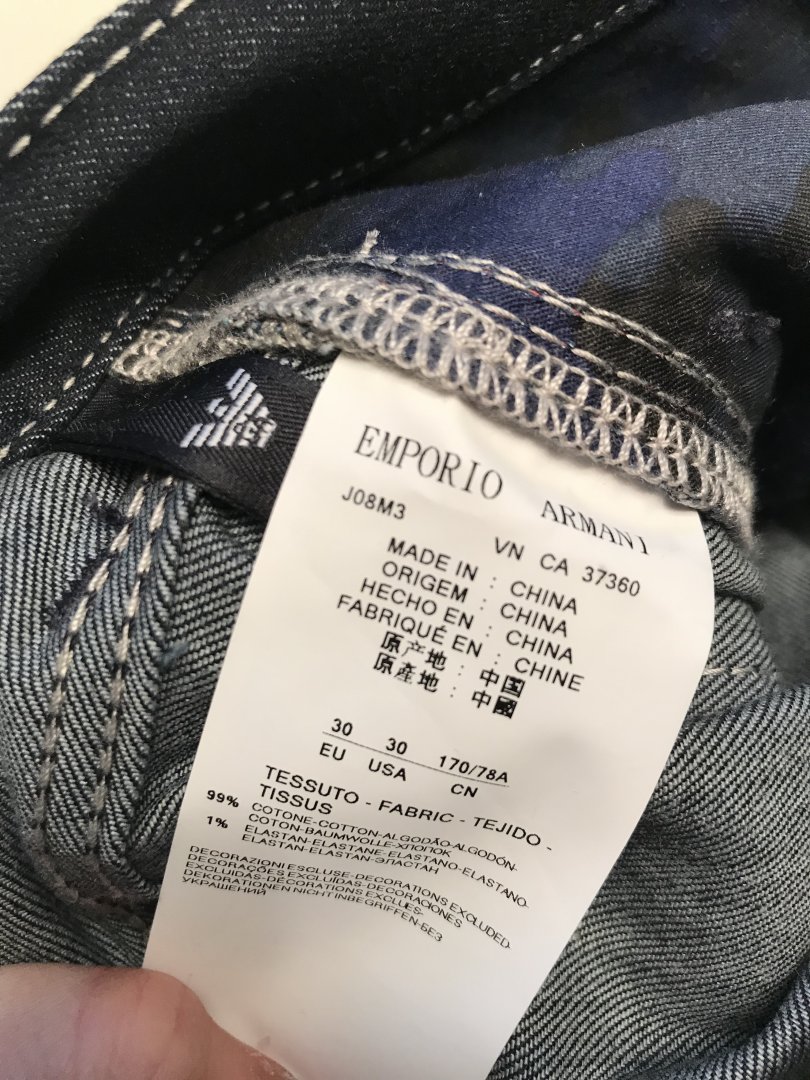 EMPORIO ARMANI
J08M3 VN CA 37360
MADE IN : CHINA
ORIGEM : CHINA
HECHO EN : CHINA
FABRIQUÉ EN : CHINE
原产地 : 中国
原產地 : 中國
30 30 170/78A
EU USA CN
TESSUTO - FABRIC - TEJIDO -
TISSUS
99% COTONE-COTTON-ALGODÃO-ALGODÓN-
COTON-BAUMWOLLE-ХЛОПОК
1% ELASTAN-ELASTANE-ELASTANO-ELASTANO-
ELASTAN-ELASTAN-ЭЛАСТАН
DECORAZIONI ESCLUSE-DECORATIONS EXCLUDED.
DECORAÇÕES EXCLUÍDAS-DECORACIONES
EXCLUIDAS-DÉCORATIONS EXCLUES-
DEKORATIONEN NICHT INBEGRIFFEN-БЕЗ
УКРАШЕНИЙ